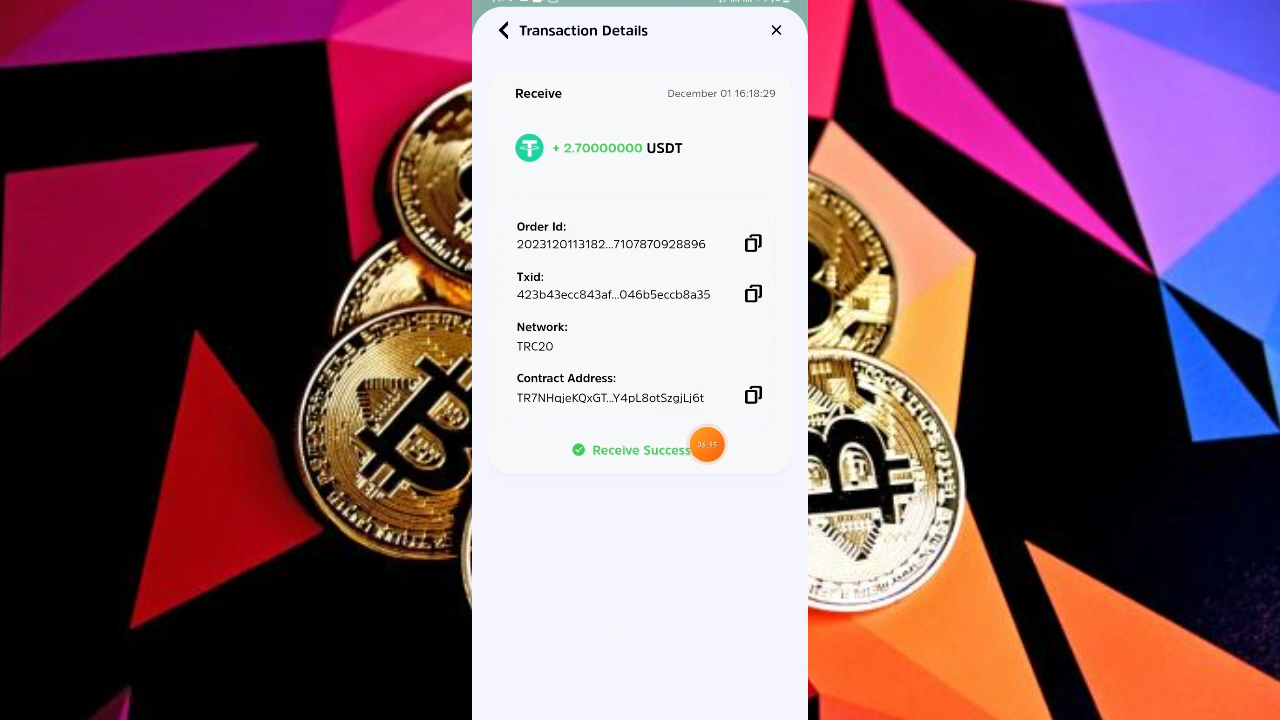 Transaction Details
Receive
December 01 16:18:29
+ 2.70000000 USDT
Order Id:
2023120113182...7107870928896
Txid:
423b43ecc843af...046b5eccb8a35
Network:
TRC20
Contract Address:
TR7NHqjeKQxGT...Y4pL8otSzgjLj6t
Receive Success